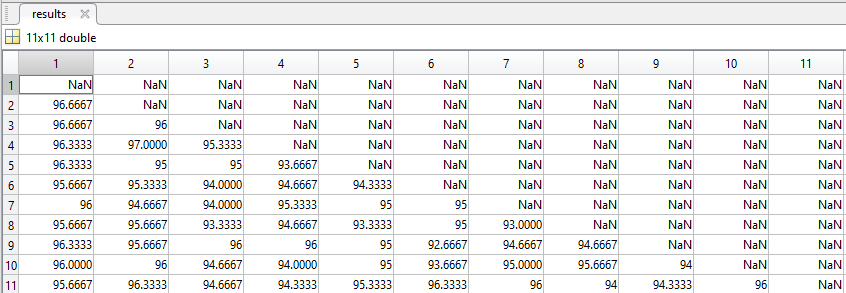 results
11x11 double
1 2 3 4 5 6 7 8 9 10 11
1 NaN NaN NaN NaN NaN NaN NaN NaN NaN NaN NaN
2 96.6667 NaN NaN NaN NaN NaN NaN NaN NaN NaN NaN
3 96.6667 96 NaN NaN NaN NaN NaN NaN NaN NaN NaN
4 96.3333 97.0000 95.3333 NaN NaN NaN NaN NaN NaN NaN NaN
5 96.3333 95 95 93.6667 NaN NaN NaN NaN NaN NaN NaN
6 95.6667 95.3333 94.0000 94.6667 94.3333 NaN NaN NaN NaN NaN NaN
7 96 94.6667 94.0000 95.3333 95 95 NaN NaN NaN NaN NaN
8 95.6667 95.6667 93.3333 94.6667 93.3333 95 93.0000 NaN NaN NaN NaN
9 96.3333 95.6667 96 96 95 92.6667 94.6667 94.6667 NaN NaN NaN
10 96.0000 96 94.6667 94.0000 95 93.6667 95.0000 95.6667 94 NaN NaN
11 95.6667 96.3333 94.6667 94.3333 95.3333 96.3333 96 94 94.3333 96 NaN